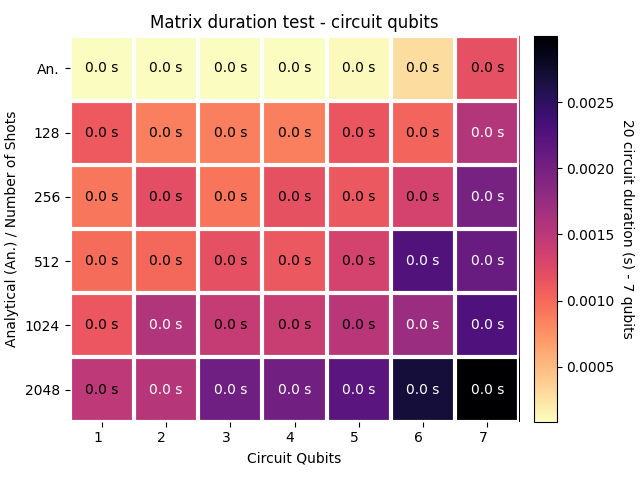 Matrix duration test - circuit qubits
An. 0.0 s 0.0 s 0.0 s 0.0 s 0.0 s 0.0 s 0.0 s
128 0.0 s 0.0 s 0.0 s 0.0 s 0.0 s 0.0 s 0.0 s
256 0.0 s 0.0 s 0.0 s 0.0 s 0.0 s 0.0 s 0.0 s
512 0.0 s 0.0 s 0.0 s 0.0 s 0.0 s 0.0 s 0.0 s
1024 0.0 s 0.0 s 0.0 s 0.0 s 0.0 s 0.0 s 0.0 s
2048 0.0 s 0.0 s 0.0 s 0.0 s 0.0 s 0.0 s 0.0 s
1 2 3 4 5 6 7
Circuit Qubits
Analytical (An.) / Number of Shots
0.0025
0.0020
0.0015
0.0010
0.0005
20 circuit duration (s) - 7 qubits